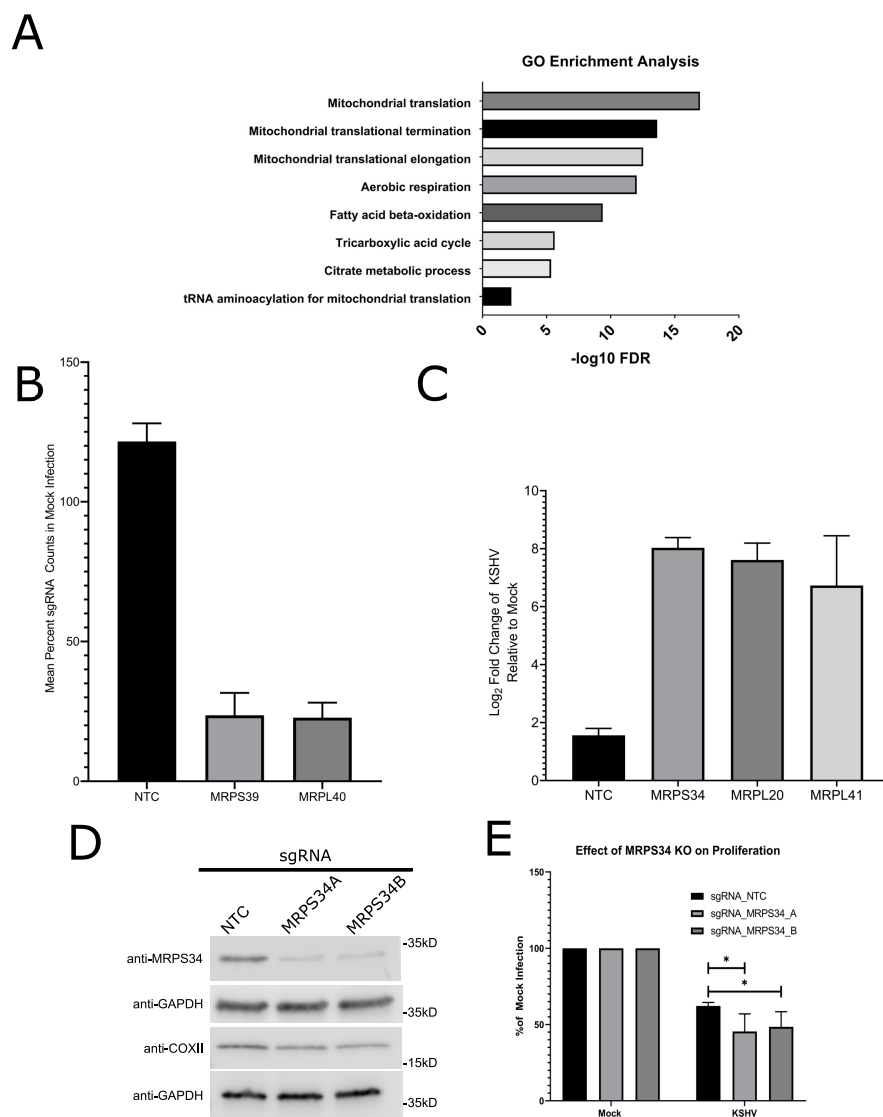 A
GO Enrichment Analysis
Mitochondrial translation
Mitochondrial translational termination
Mitochondrial translational elongation
Aerobic respiration
Fatty acid beta-oxidation
Tricarboxylic acid cycle
Citrate metabolic process
tRNA aminoacylation for mitochondrial translation
0 5 10 15 20
-log10 FDR
B
Mean Percent sgRNA Counts in Mock Infection
150
100
50
0
NTC MRPS39 MRPL40
C
Log2 Fold Change of KSHV
Relative to Mock
10
8
6
4
2
0
NTC MRPS34 MRPL20 MRPL41
D
sgRNA
NTC MRPS34A MRPS34B
anti-MRPS34
-35kD
anti-GAPDH
-35kD
anti-COXII
-15kD
anti-GAPDH
-35kD
E
Effect of MRPS34 KO on Proliferation
%of Mock Infection
150
100
50
0
sgRNA_NTC
sgRNA_MRPS34_A
sgRNA_MRPS34_B
*
*
Mock KSHV